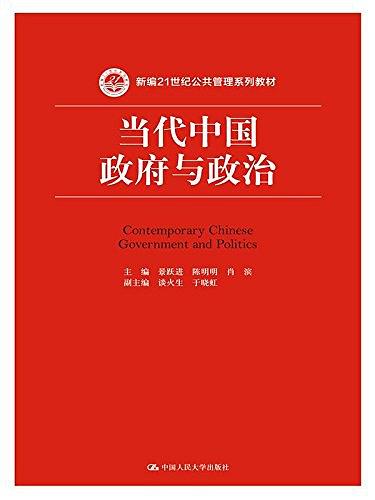 21
新编21世纪公共管理系列教材
当代中国
政府与政治
Contemporary Chinese
Government and Politics
主 编 景跃进 陈明明 肖 滨
副主编 谈火生 于晓虹
中国人民大学出版社